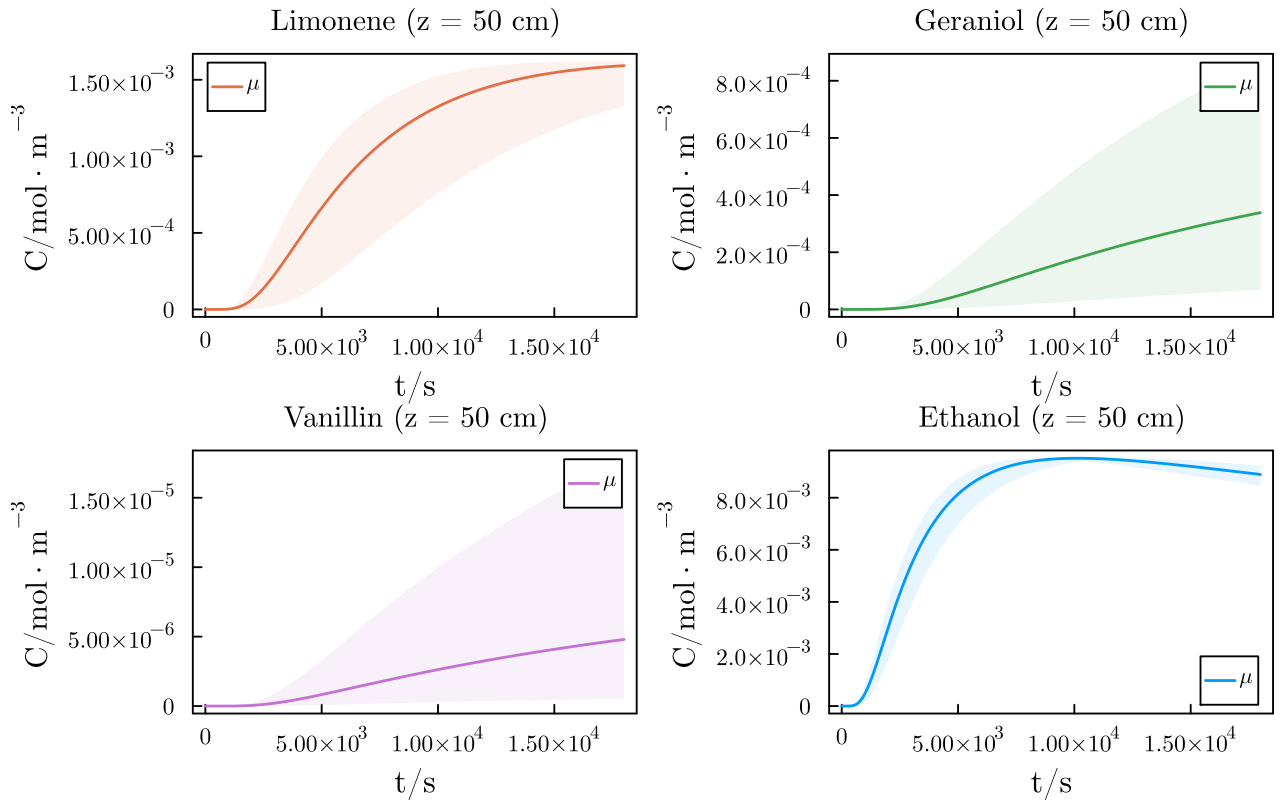 Limonene (z = 50 cm)
μ
C/mol · m⁻³
1.50×10⁻³
1.00×10⁻³
5.00×10⁻⁴
0
0
5.00×10³
1.00×10⁴
1.50×10⁴
t/s
Geraniol (z = 50 cm)
μ
C/mol · m⁻³
8.0×10⁻⁴
6.0×10⁻⁴
4.0×10⁻⁴
2.0×10⁻⁴
0
0
5.00×10³
1.00×10⁴
1.50×10⁴
t/s
Vanillin (z = 50 cm)
μ
C/mol · m⁻³
1.50×10⁻⁵
1.00×10⁻⁵
5.00×10⁻⁶
0
0
5.00×10³
1.00×10⁴
1.50×10⁴
t/s
Ethanol (z = 50 cm)
μ
C/mol · m⁻³
8.0×10⁻³
6.0×10⁻³
4.0×10⁻³
2.0×10⁻³
0
0
5.00×10³
1.00×10⁴
1.50×10⁴
t/s